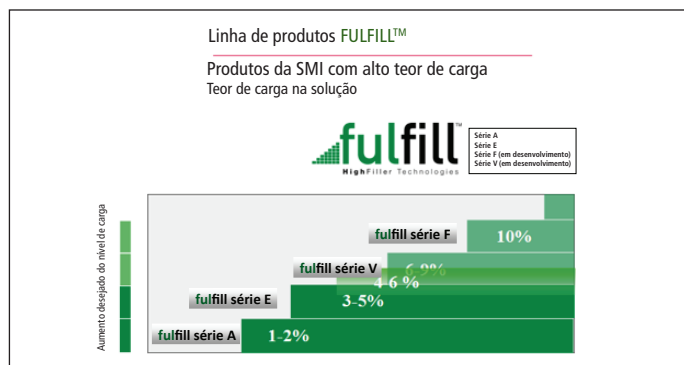 Linha de produtos FULFILL™
Produtos da SMI com alto teor de carga
Teor de carga na solução
fulfill™
HighFiller Technologies
Série A
Série E
Série F (em desenvolvimento)
Série V (em desenvolvimento)
Aumento desejado do nível de carga
fulfill série F
10%
fulfill série V
6-9%
4-6 %
fulfill série E
3-5%
fulfill série A
1-2%